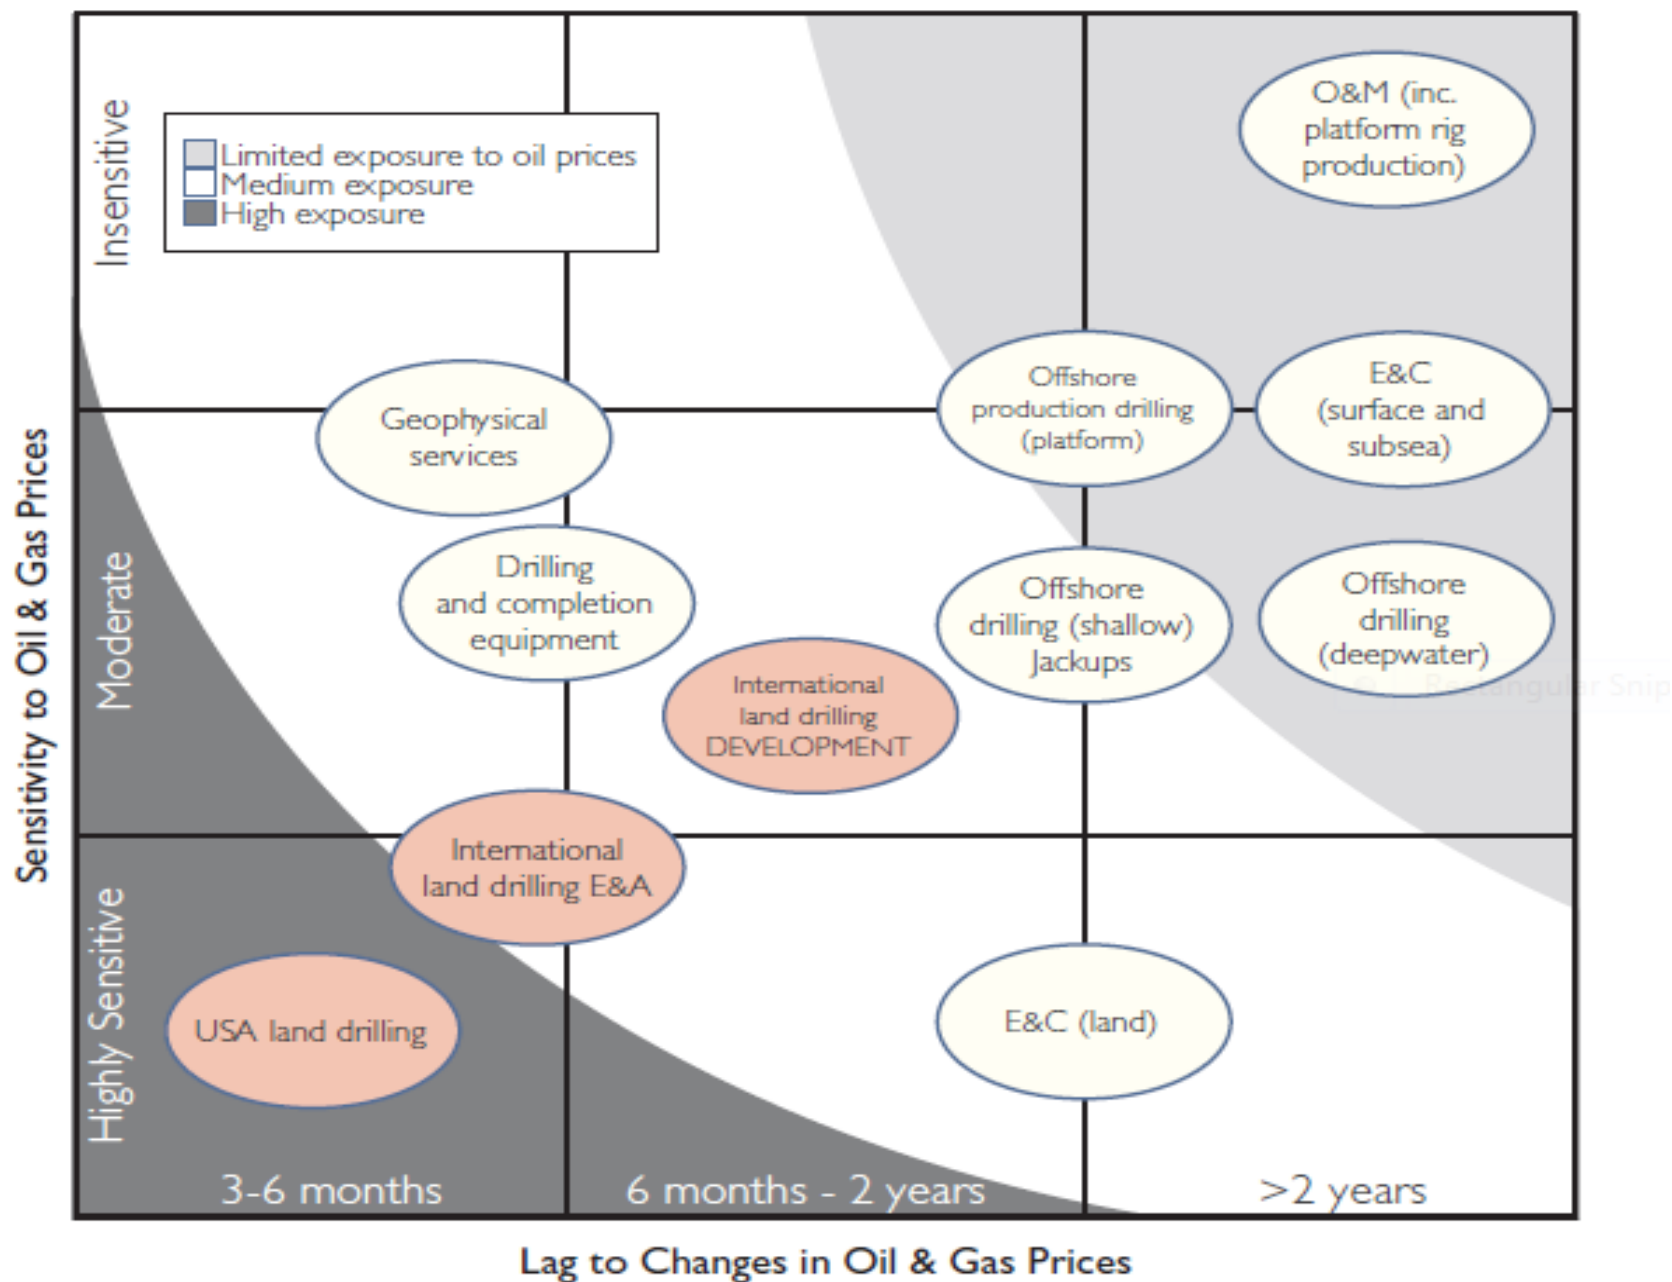 Insensitive
Limited exposure to oil prices
Medium exposure
High exposure
O&M (inc.
platform rig
production)
Geophysical
services
Offshore
production drilling
(platform)
E&C
(surface and
subsea)
Sensitivity to Oil & Gas Prices
Moderate
Drilling
and completion
equipment
International
land drilling
DEVELOPMENT
Offshore
drilling (shallow)
Jackups
Offshore
drilling
(deepwater)
Rectangular Snip
Highly Sensitive
International
land drilling E&A
USA land drilling
E&C (land)
3-6 months
6 months - 2 years
>2 years
Lag to Changes in Oil & Gas Prices